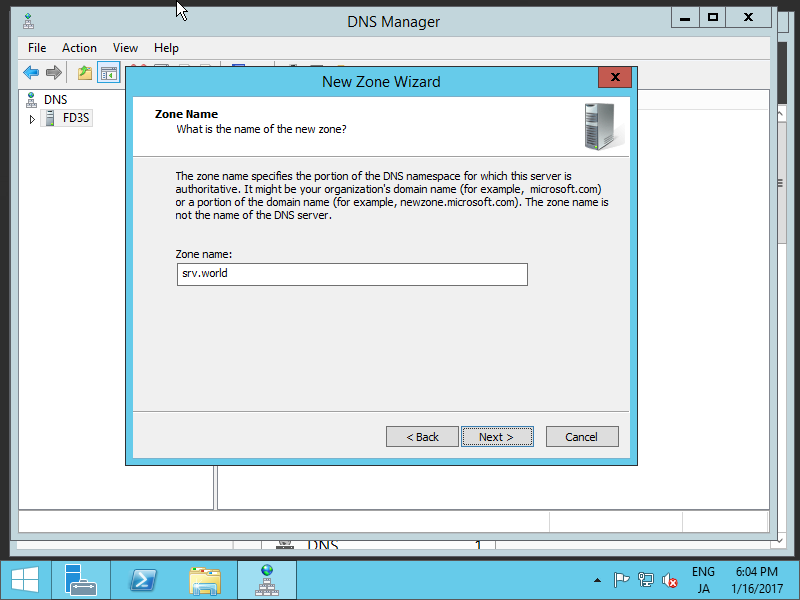 DNS Manager
File Action View Help
New Zone Wizard
DNS
FD3S
Zone Name
What is the name of the new zone?
The zone name specifies the portion of the DNS namespace for which this server is
authoritative. It might be your organization's domain name (for example, microsoft.com)
or a portion of the domain name (for example, newzone.microsoft.com). The zone name is
not the name of the DNS server.
Zone name:
srv.world
< Back Next > Cancel
DNS 1
ENG 6:04 PM
JA 1/16/2017